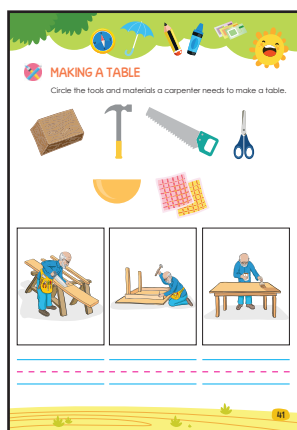 MAKING A TABLE
Circle the tools and materials a carpenter needs to make a table.
41